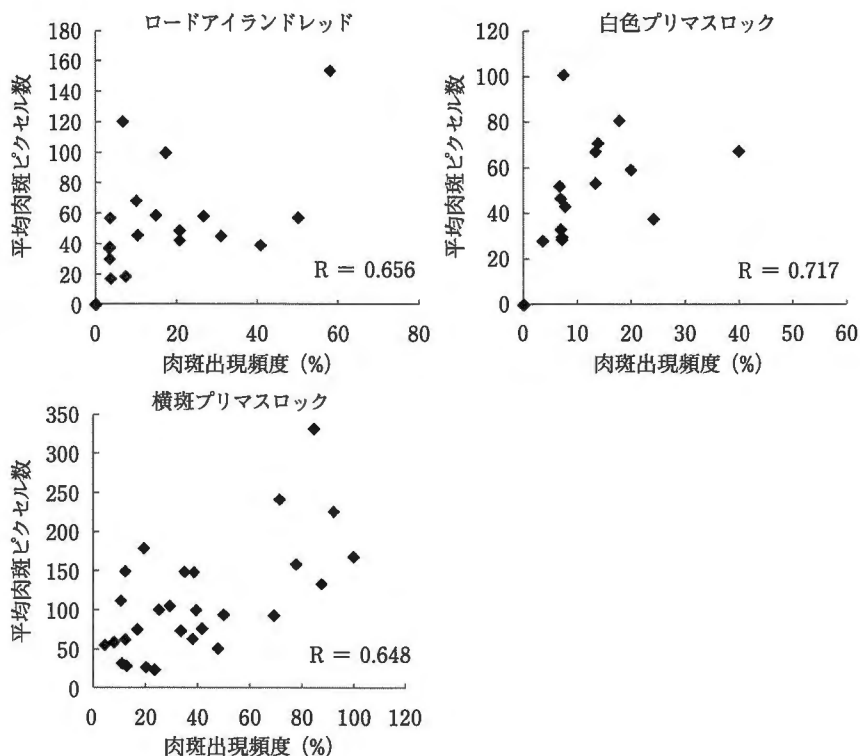 ロードアイランドレッド
平均肉斑ピクセル数
180
160
140
120
100
80
60
40
20
0
0 20 40 60 80
肉斑出現頻度 (%)
R = 0.656
白色プリマスロック
平均肉斑ピクセル数
120
100
80
60
40
20
0
0 10 20 30 40 50 60
肉斑出現頻度 (%)
R = 0.717
横斑プリマスロック
平均肉斑ピクセル数
350
300
250
200
150
100
50
0
0 20 40 60 80 100 120
肉斑出現頻度 (%)
R = 0.648